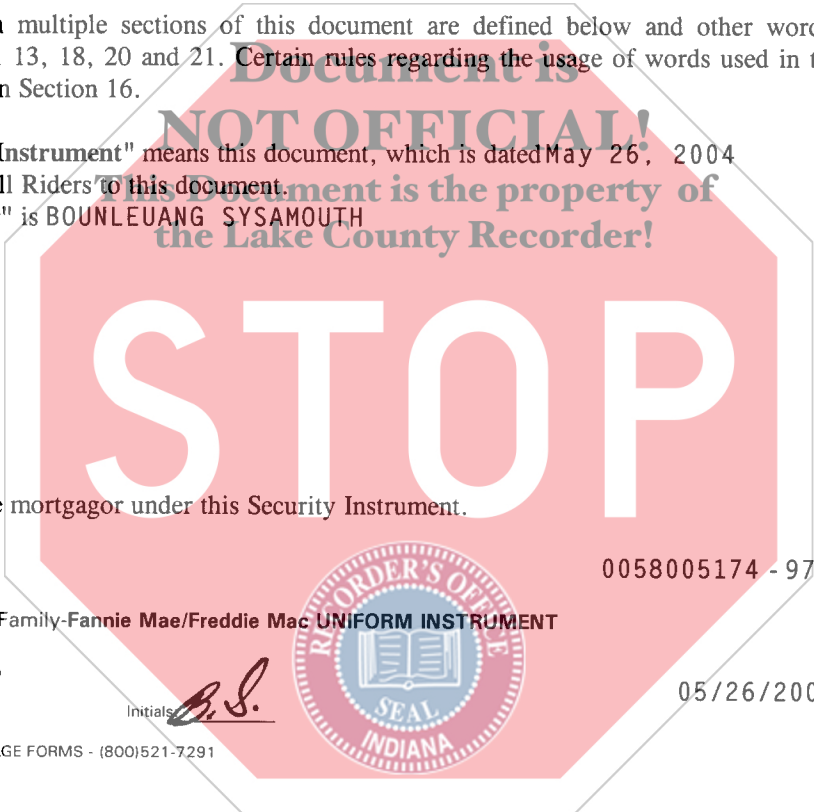 multiple sections of this document are defined below and other word
13, 18, 20 and 21. Certain rules regarding the usage of words used in t
n Section 16.
Document is
NOT OFFICIAL!
This Document is the property of
the Lake County Recorder!
Instrument" means this document, which is dated May 26, 2004
ll Riders to this document.
" is BOUNLEUANG SYSAMOUTH
STOP
e mortgagor under this Security Instrument.
0058005174 - 97
Family-Fannie Mae/Freddie Mac UNIFORM INSTRUMENT
RECORDER'S OFFICE
SEAL
INDIANA
Initials B.S.
05/26/200
GE FORMS - (800)521-7291